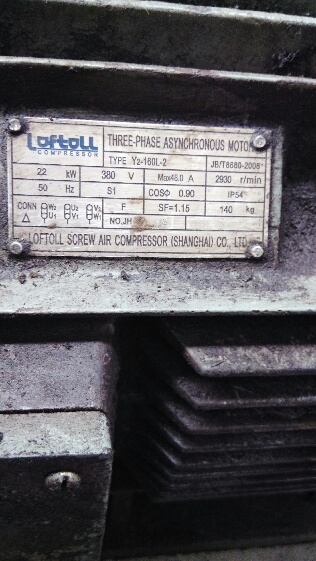 Loftoll
COMPRESSOR
THREE-PHASE ASYNCHRONOUS MOTOR
TYPE Y2-160L-2 JB/T8680-2008
22 kW 380 V Max48.0 A 2930 r/min
50 Hz S1 COSΦ 0.90 IP54
CONN △ W2 U2 V2 F SF=1.15 140 kg
U1 V1 W1 NO.JH
LOFTOLL SCREW AIR COMPRESSOR (SHANGHAI) CO., LTD.